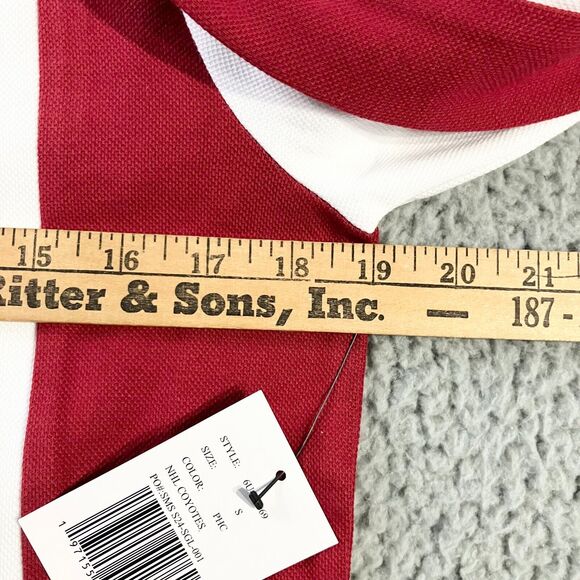 15 16 17 18 19 20 21
Ritter & Sons, Inc. — 187-
STYLE:
SIZE: S
COLOR: PHC
NHL COYOTES
PO#:SMS S24-SGL-001